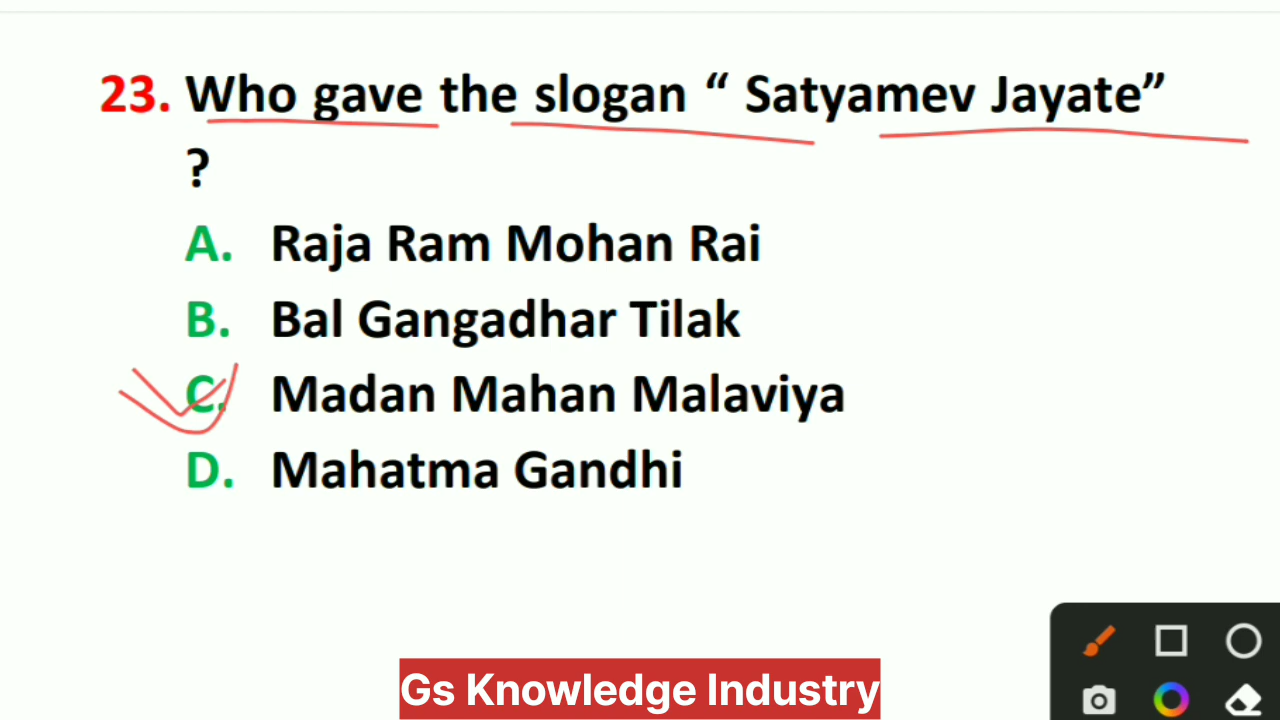 23. Who gave the slogan “ Satyamev Jayate”
?
A. Raja Ram Mohan Rai
B. Bal Gangadhar Tilak
C. Madan Mahan Malaviya
D. Mahatma Gandhi
Gs Knowledge Industry